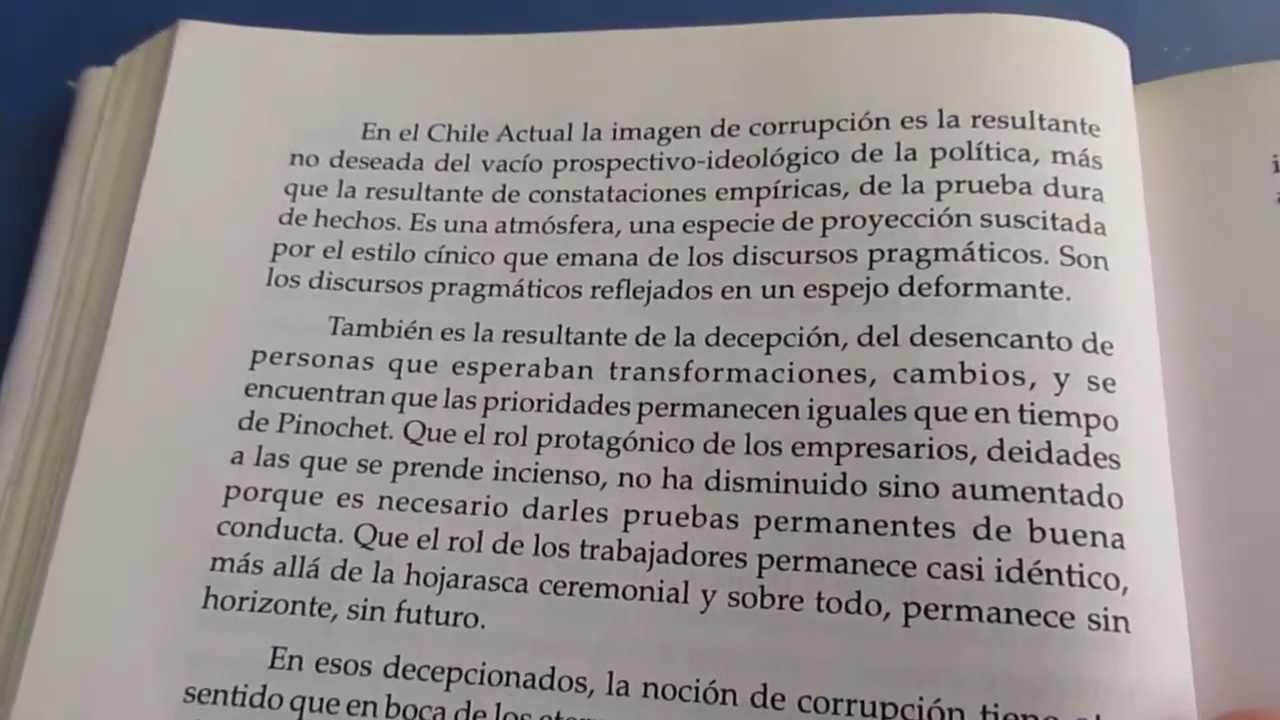 En el Chile Actual la imagen de corrupción es la resultante
no deseada del vacío prospectivo-ideológico de la política, más
que la resultante de constataciones empíricas, de la prueba dura
de hechos. Es una atmósfera, una especie de proyección suscitada
por el estilo cínico que emana de los discursos pragmáticos. Son
los discursos pragmáticos reflejados en un espejo deformante.
También es la resultante de la decepción, del desencanto de
personas que esperaban transformaciones, cambios, y se
encuentran que las prioridades permanecen iguales que en tiempo
de Pinochet. Que el rol protagónico de los empresarios, deidades
a las que se prende incienso, no ha disminuido sino aumentado
porque es necesario darles pruebas permanentes de buena
conducta. Que el rol de los trabajadores permanece casi idéntico,
más allá de la hojarasca ceremonial y sobre todo, permanece sin
horizonte, sin futuro.
En esos decepcionados, la noción de corrupción tiene
sentido que en boca de los